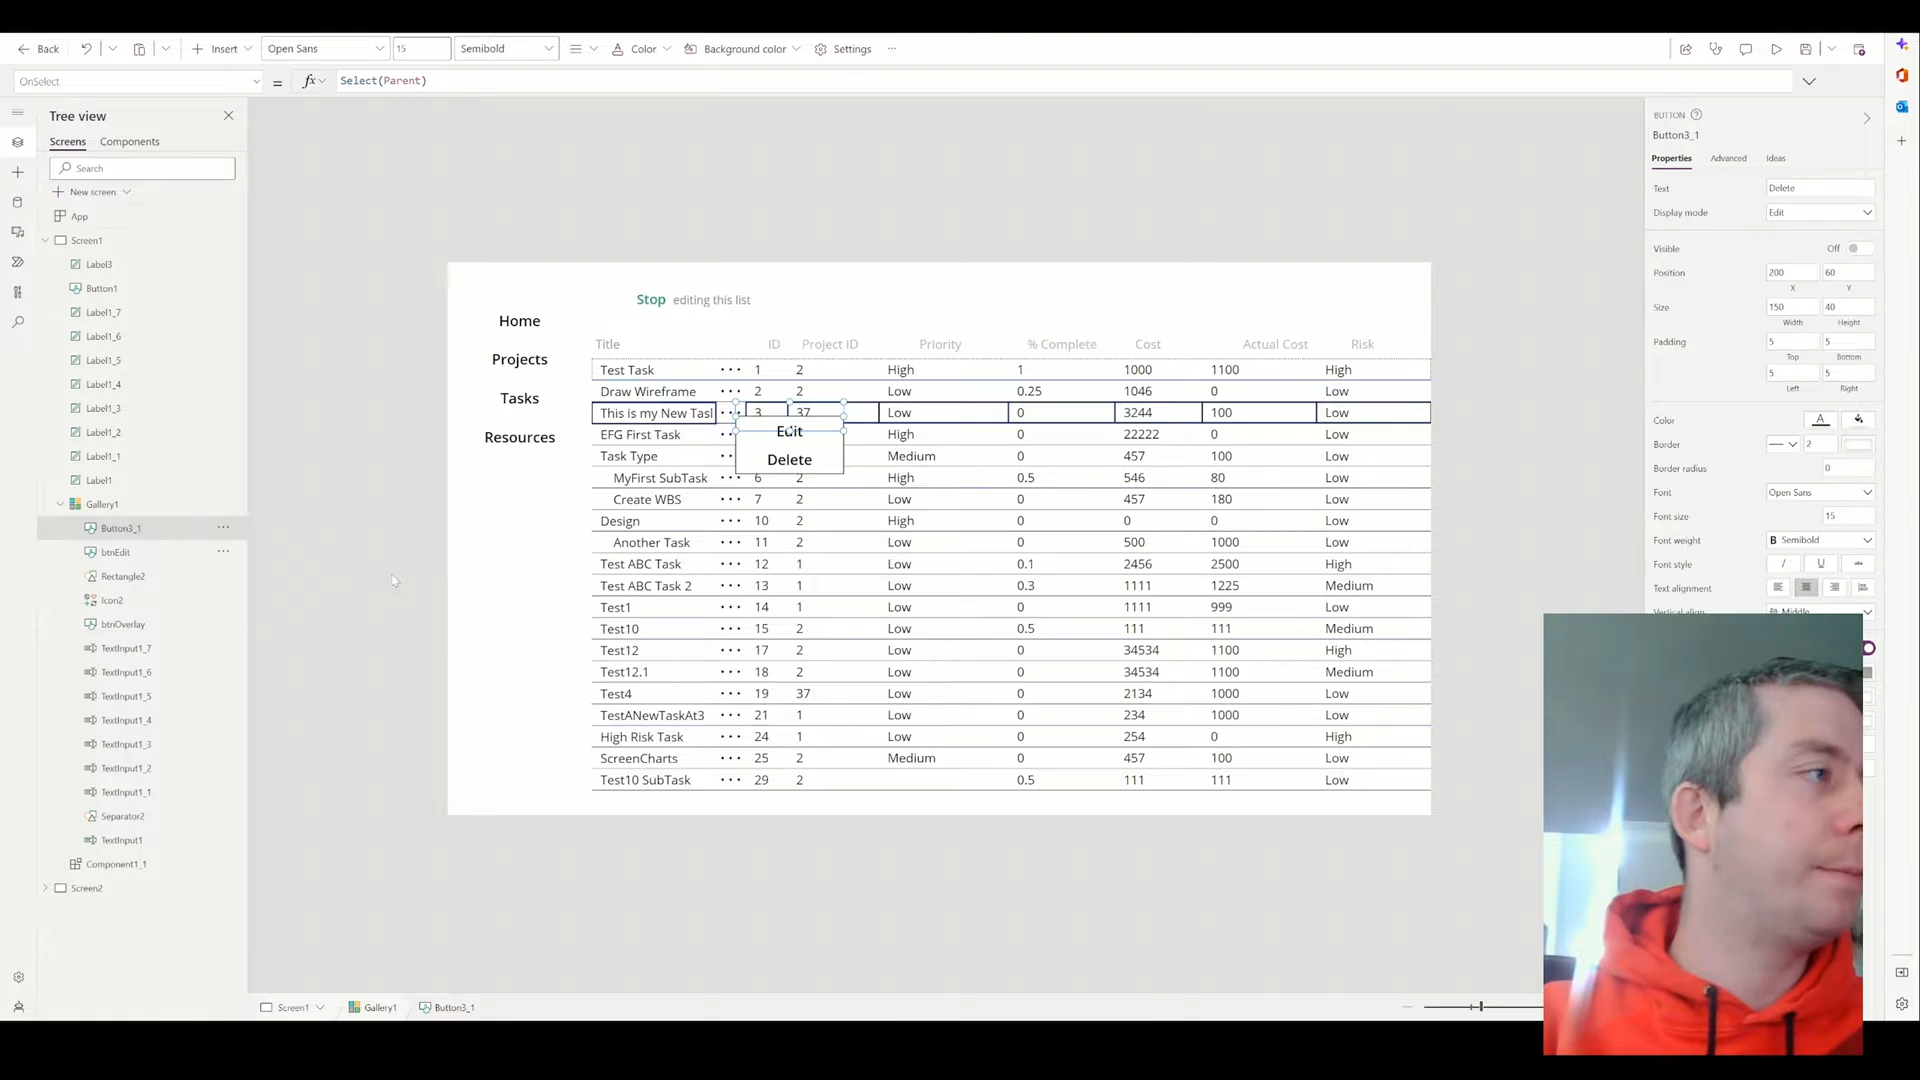 Back Insert Open Sans 15 Semibold Color Background color Settings
OnSelect = fx Select(Parent)
Tree view
Screens Components
Search
New screen
App
Screen1
Label3
Button1
Label1_7
Label1_6
Label1_5
Label1_4
Label1_3
Label1_2
Label1_1
Label1
Gallery1
Button3_1
btnEdit
Rectangle2
Icon2
btnOverlay
TextInput1_7
TextInput1_6
TextInput1_5
TextInput1_4
TextInput1_3
TextInput1_2
TextInput1_1
Separator2
TextInput1
Component1_1
Screen2
Home
Projects
Tasks
Resources
Stop editing this list
Title ID Project ID Priority % Complete Cost Actual Cost Risk
Test Task 1 2 High 1 1000 1100 High
Draw Wireframe 2 2 Low 0.25 1046 0 Low
This is my New Tasl 3 37 Low 0 3244 100 Low
EFG First Task High 0 22222 0 Low
Task Type Medium 0 457 100 Low
Edit
Delete
MyFirst SubTask 6 2 High 0.5 546 80 Low
Create WBS 7 2 Low 0 457 180 Low
Design 10 2 High 0 0 0 Low
Another Task 11 2 Low 0 500 1000 Low
Test ABC Task 12 1 Low 0.1 2456 2500 High
Test ABC Task 2 13 1 Low 0.3 1111 1225 Medium
Test1 14 1 Low 0 1111 999 Low
Test10 15 2 Low 0.5 111 111 Medium
Test12 17 2 Low 0 34534 1100 High
Test12.1 18 2 Low 0 34534 1100 Medium
Test4 19 37 Low 0 2134 1000 Low
TestANewTaskAt3 21 1 Low 0 234 1000 Low
High Risk Task 24 1 Low 0 254 0 High
ScreenCharts 25 2 Medium 0 457 100 Low
Test10 SubTask 29 2 0.5 111 111 Low
Screen1 Gallery1 Button3_1
BUTTON
Button3_1
Properties Advanced Ideas
Text Delete
Display mode Edit
Visible Off
Position 200 60
X Y
Size 150 40
Width Height
Padding 5 5
Top Bottom
5 5
Left Right
Color A
Border 2
Border radius 0
Font Open Sans
Font size 15
Font weight B Semibold
Font style / U abc
Text alignment
Vertical align Middle